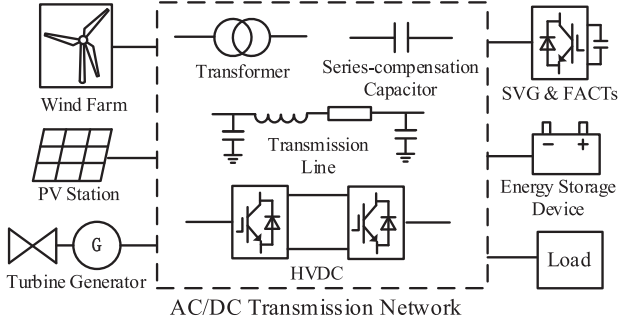 Wind Farm
PV Station
G
Turbine Generator
Transformer
Series-compensation
Capacitor
Transmission
Line
HVDC
SVG & FACTs
Energy Storage
Device
Load
AC/DC Transmission Network